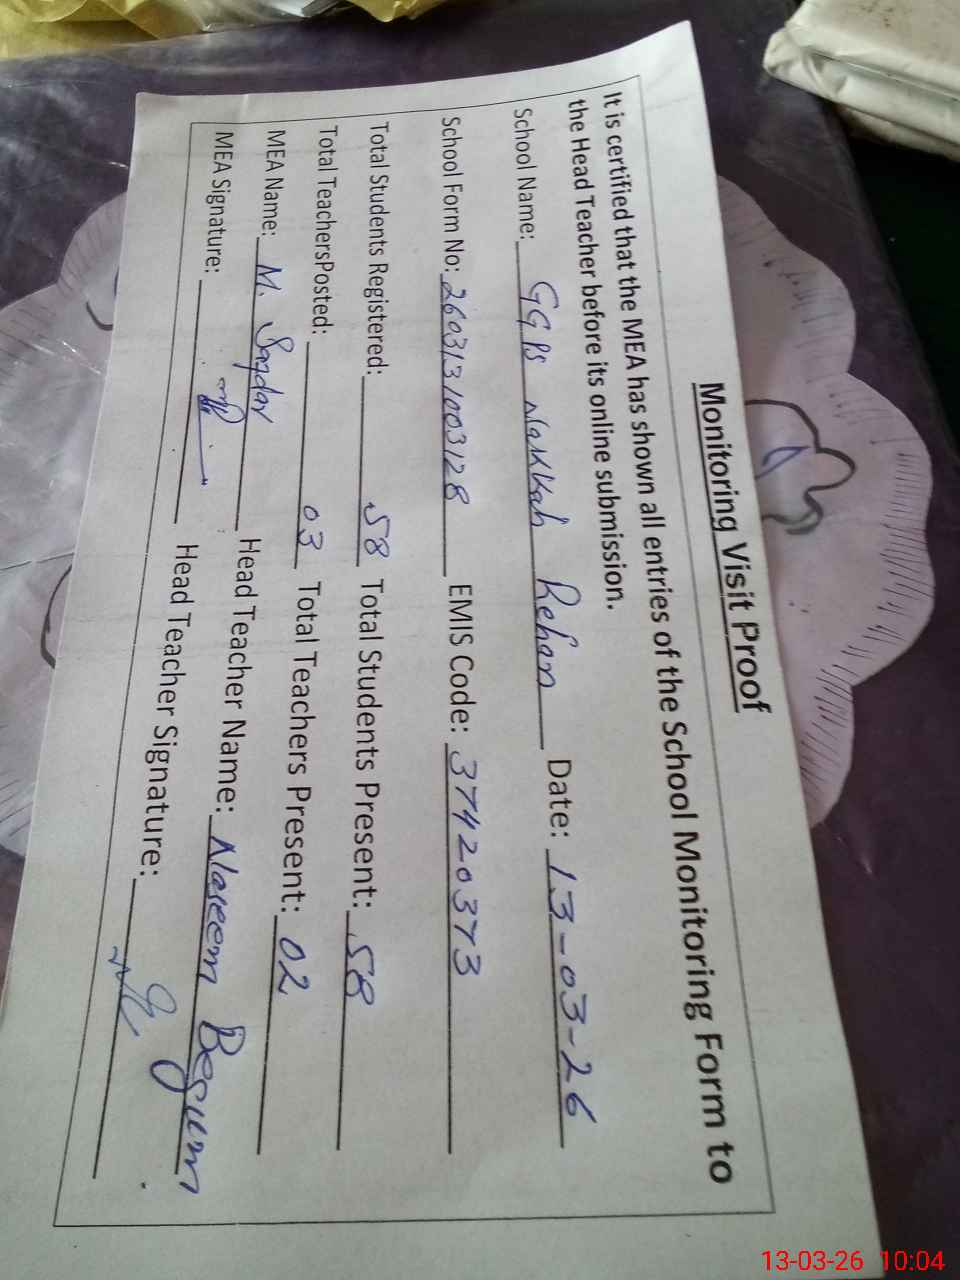 Monitoring Visit Proof
It is certified that the MEA has shown all entries of the School Monitoring Form to
the Head Teacher before its online submission.
School Name: GGPS Makkah Rehan Date: 13-03-26
School Form No: 2603131003128 EMIS Code: 37420373
Total Students Registered: 58 Total Students Present: 58
Total TeachersPosted: 03 Total Teachers Present: 02
MEA Name: M. Safdar Head Teacher Name: Naseem Begum
MEA Signature: Head Teacher Signature:
13-03-26 10:04